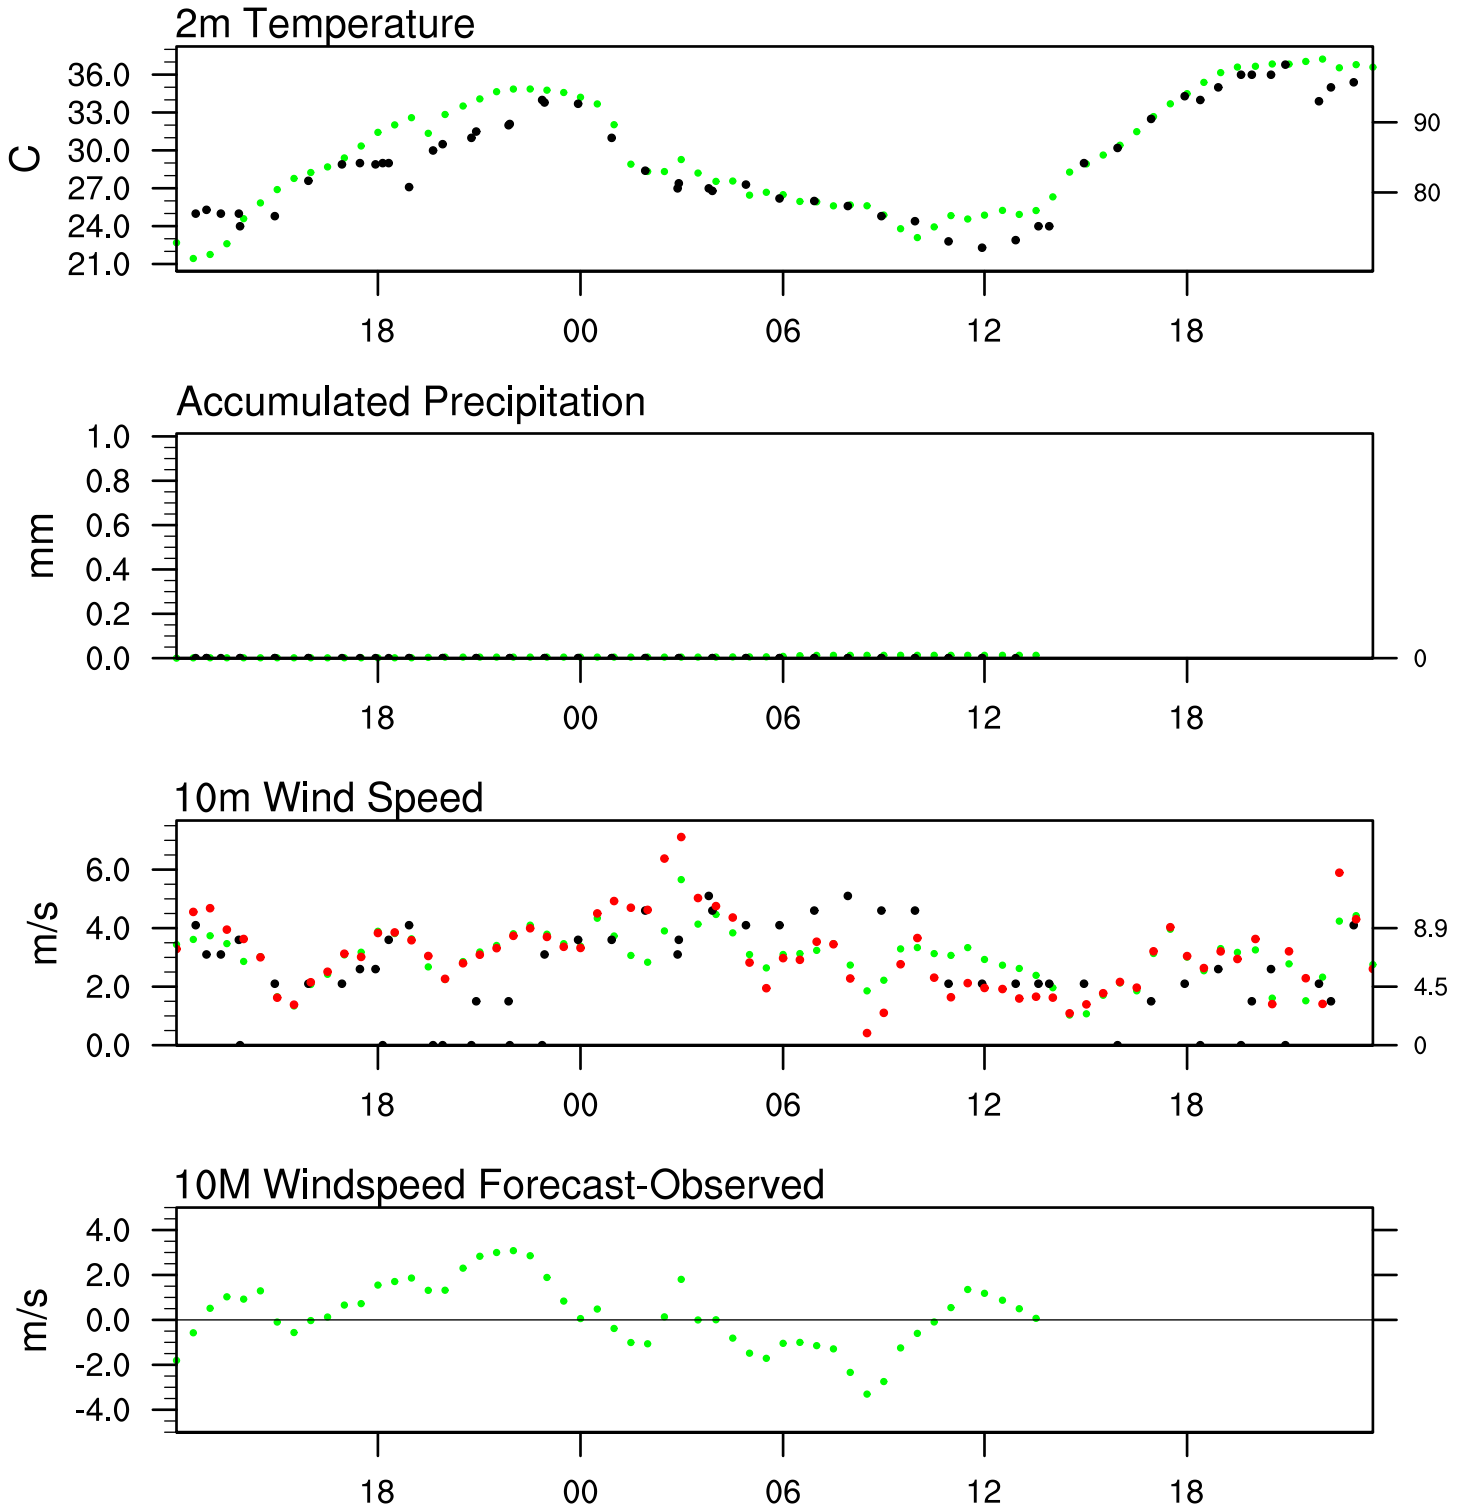 2m Temperature
36.0
33.0
30.0
27.0
24.0
21.0
C
90
80
18 00 06 12 18
Accumulated Precipitation
1.0
0.8
0.6
0.4
0.2
0.0
mm
0
18 00 06 12 18
10m Wind Speed
6.0
4.0
2.0
0.0
m/s
8.9
4.5
0
18 00 06 12 18
10M Windspeed Forecast-Observed
4.0
2.0
0.0
-2.0
-4.0
m/s
18 00 06 12 18